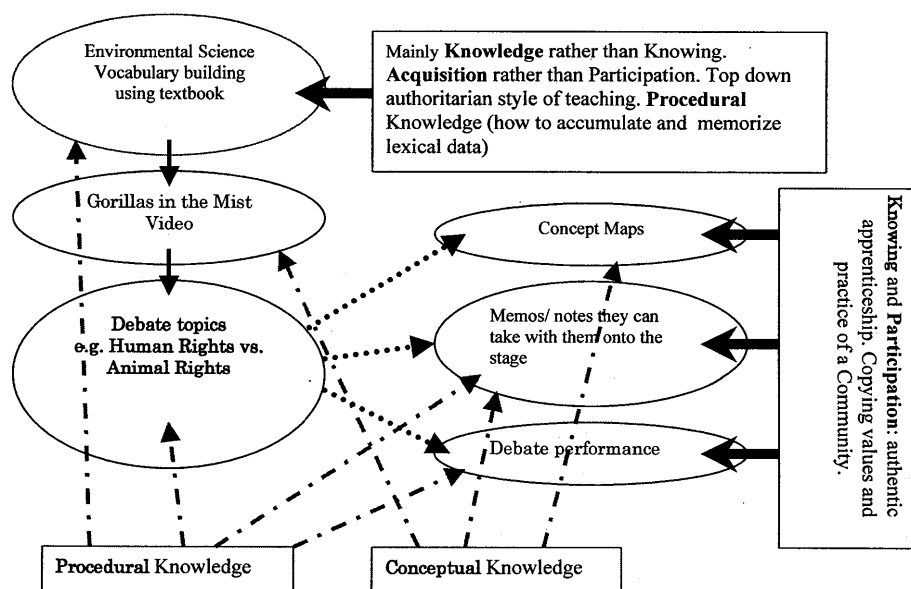 Environmental Science
Vocabulary building
using textbook
Mainly Knowledge rather than Knowing.
Acquisition rather than Participation. Top down
authoritarian style of teaching. Procedural
Knowledge (how to accumulate and memorize
lexical data)
Gorillas in the Mist
Video
Concept Maps
Debate topics
e.g. Human Rights vs.
Animal Rights
Memos/ notes they can
take with them onto the
stage
Debate performance
Knowing and Participation: authentic
apprenticeship. Copying values and
practice of a Community.
Procedural Knowledge
Conceptual Knowledge